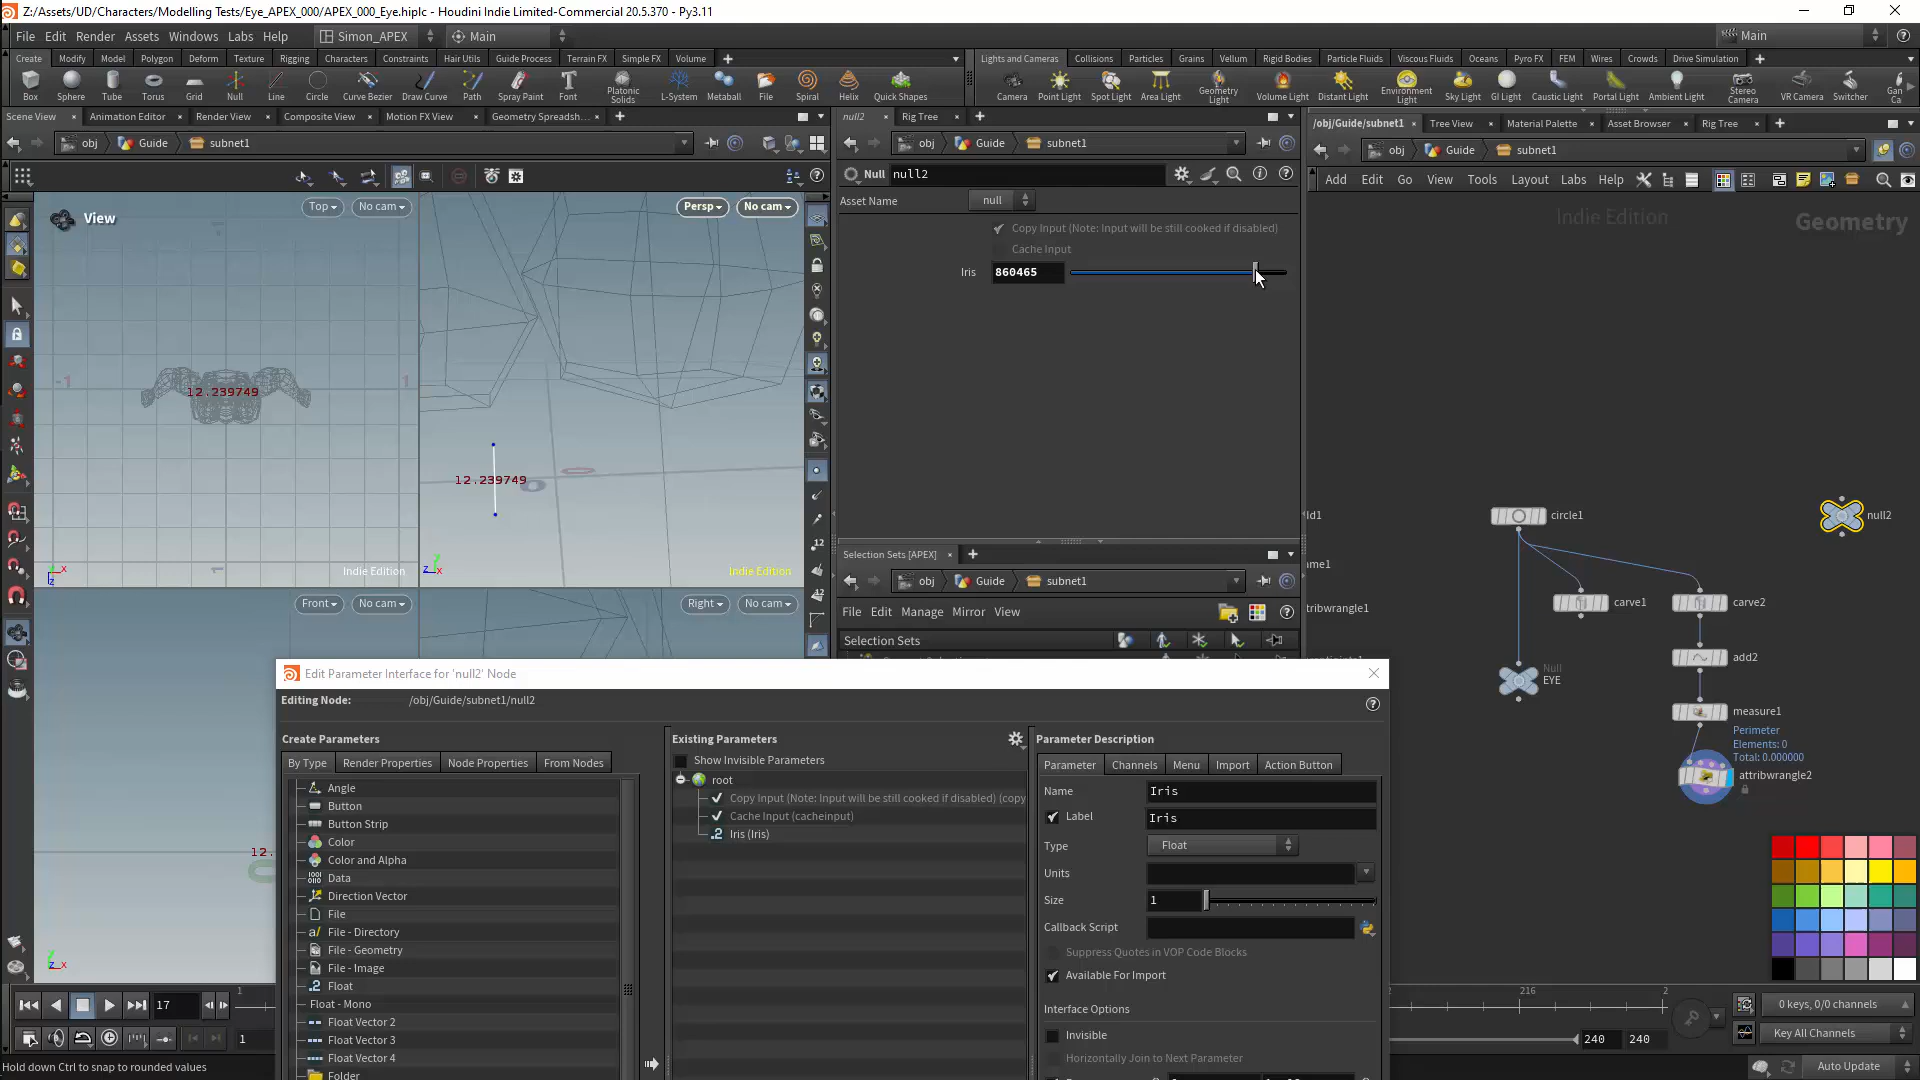 Z:/Assets/UD/Characters/Modelling Tests/Eye_APEX_000/APEX_000_Eye.hiplc - Houdini Indie Limited-Commercial 20.5.370 - Py3.11
File Edit Render Assets Windows Labs Help Simon_APEX Main Main
Create Modify Model Polygon Deform Texture Rigging Characters Constraints Hair Utils Guide Process Terrain FX Simple FX Volume
Lights and Cameras Collisions Particles Grains Vellum Rigid Bodies Particle Fluids Viscous Fluids Oceans Pyro FX FEM Wires Crowds Drive Simulation
Box Sphere Tube Torus Grid Null Line Circle Curve Bezier Draw Curve Path Spray Paint Font Platonic Solids L-System Metaball File Spiral Helix Quick Shapes
Camera Point Light Spot Light Area Light Geometry Light Volume Light Distant Light Environment Light Sky Light GI Light Caustic Light Portal Light Ambient Light Stereo Camera VR Camera Switcher Gan Ca
Scene View Animation Editor Render View Composite View Motion FX View Geometry Spreadsh...
null2 Rig Tree
/obj/Guide/subnet1 Tree View Material Palette Asset Browser Rig Tree
obj Guide subnet1
obj Guide subnet1
obj Guide subnet1
Add Edit Go View Tools Layout Labs Help
Null null2
Asset Name null
Copy Input (Note: Input will be still cooked if disabled)
Cache Input
Iris 860465
View
Top No cam
Persp No cam
-1
1
12.239749
12.239749
Indie Edition
Indie Edition
Front No cam
Right No cam
12.
Indie Edition
Geometry
ld1
ame1
tribwrangle1
circle1
null2
carve1
carve2
add2
Null
EYE
measure1
Perimeter
Elements: 0
Total: 0.000000
attribwrangle2
Selection Sets [APEX]
obj Guide subnet1
File Edit Manage Mirror View
Selection Sets
Edit Parameter Interface for 'null2' Node
Editing Node: /obj/Guide/subnet1/null2
Create Parameters
By Type Render Properties Node Properties From Nodes
Angle
Button
Button Strip
Color
Color and Alpha
Data
Direction Vector
File
File - Directory
File - Geometry
File - Image
Float
Float - Mono
Float Vector 2
Float Vector 3
Float Vector 4
Folder
Existing Parameters
Show Invisible Parameters
root
Copy Input (Note: Input will be still cooked if disabled) (copy
Cache Input (cacheinput)
Iris (Iris)
Parameter Description
Parameter Channels Menu Import Action Button
Name Iris
Label Iris
Type Float
Units
Size 1
Callback Script
Suppress Quotes in VOP Code Blocks
Available For Import
Interface Options
Invisible
Horizontally Join to Next Parameter
17
1
1
216
2
240 240
0 keys, 0/0 channels
Key All Channels
Auto Update
Hold down Ctrl to snap to rounded values